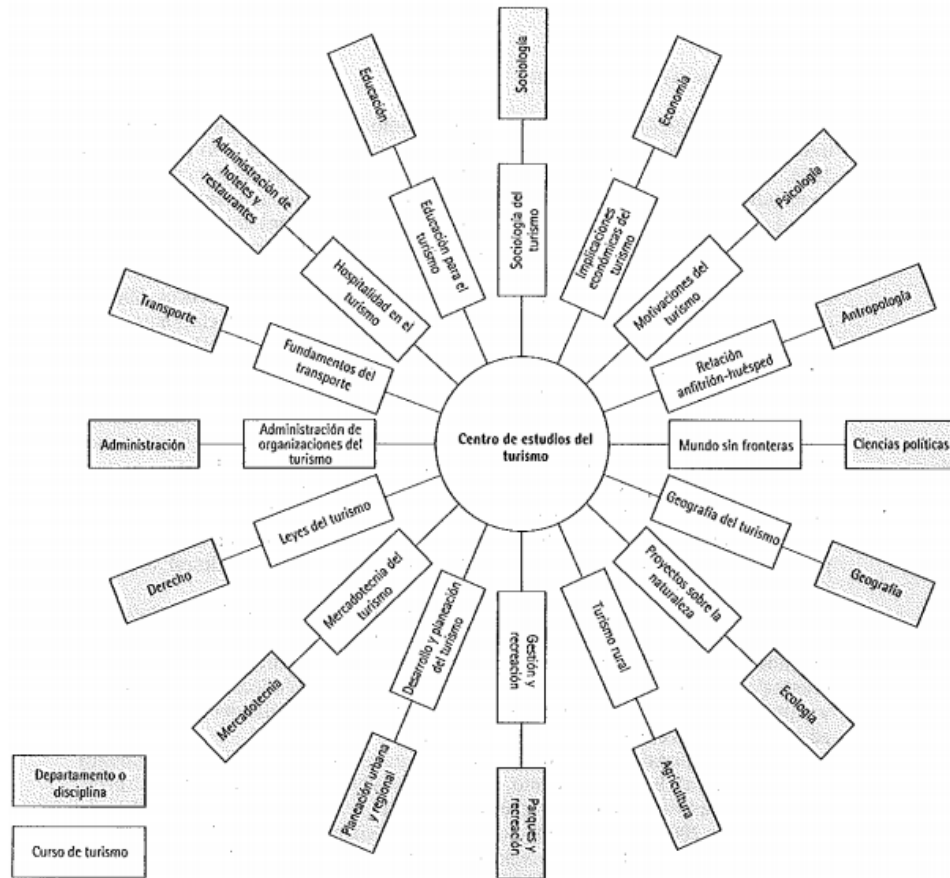 Sociología
Sociología del
turismo
Economía
Implicaciones
económicas del
turismo
Psicología
Motivaciones del
turismo
Antropología
Relación
anfitrión-huésped
Ciencias políticas
Mundo sin fronteras
Geografía
Geografía del turismo
Ecología
Proyectos sobre la
naturaleza
Agricultura
Turismo rural
Parques y
recreación
Gestión y
recreación
Planeación urbana
y regional
Desarrollo y planeación
del turismo
Mercadotecnia
Mercadotecnia del
turismo
Derecho
Leyes del turismo
Administración
Administración de
organizaciones del
turismo
Transporte
Fundamentos del
transporte
Administración de
hoteles y
restaurantes
Hospitalidad en el
turismo
Educación
Educación para el
turismo
Centro de estudios del
turismo
Departamento o
disciplina
Curso de turismo